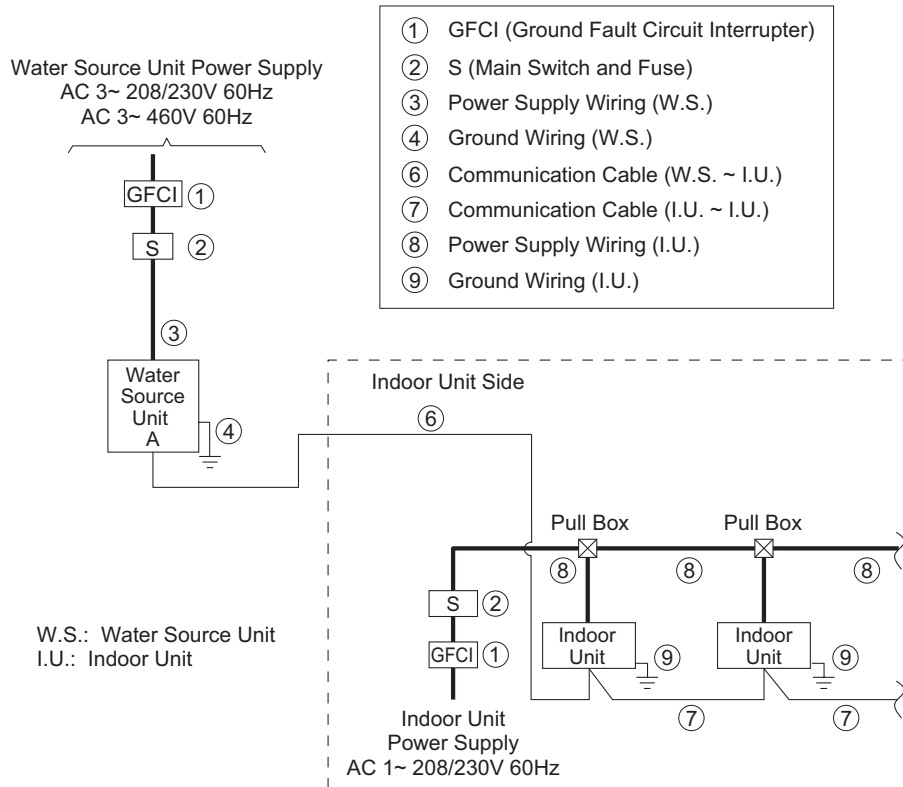 ① GFCI (Ground Fault Circuit Interrupter)
② S (Main Switch and Fuse)
③ Power Supply Wiring (W.S.)
④ Ground Wiring (W.S.)
⑥ Communication Cable (W.S. ~ I.U.)
⑦ Communication Cable (I.U. ~ I.U.)
⑧ Power Supply Wiring (I.U.)
⑨ Ground Wiring (I.U.)
Water Source Unit Power Supply
AC 3~ 208/230V 60Hz
AC 3~ 460V 60Hz
GFCI ①
S ②
③
Water
Source
Unit
A
④
Indoor Unit Side
⑥
Pull Box
Pull Box
⑧
⑧
⑧
S ②
GFCI ①
Indoor
Unit
⑨
Indoor
Unit
⑨
⑦
⑦
Indoor Unit
Power Supply
AC 1~ 208/230V 60Hz
W.S.: Water Source Unit
I.U.: Indoor Unit